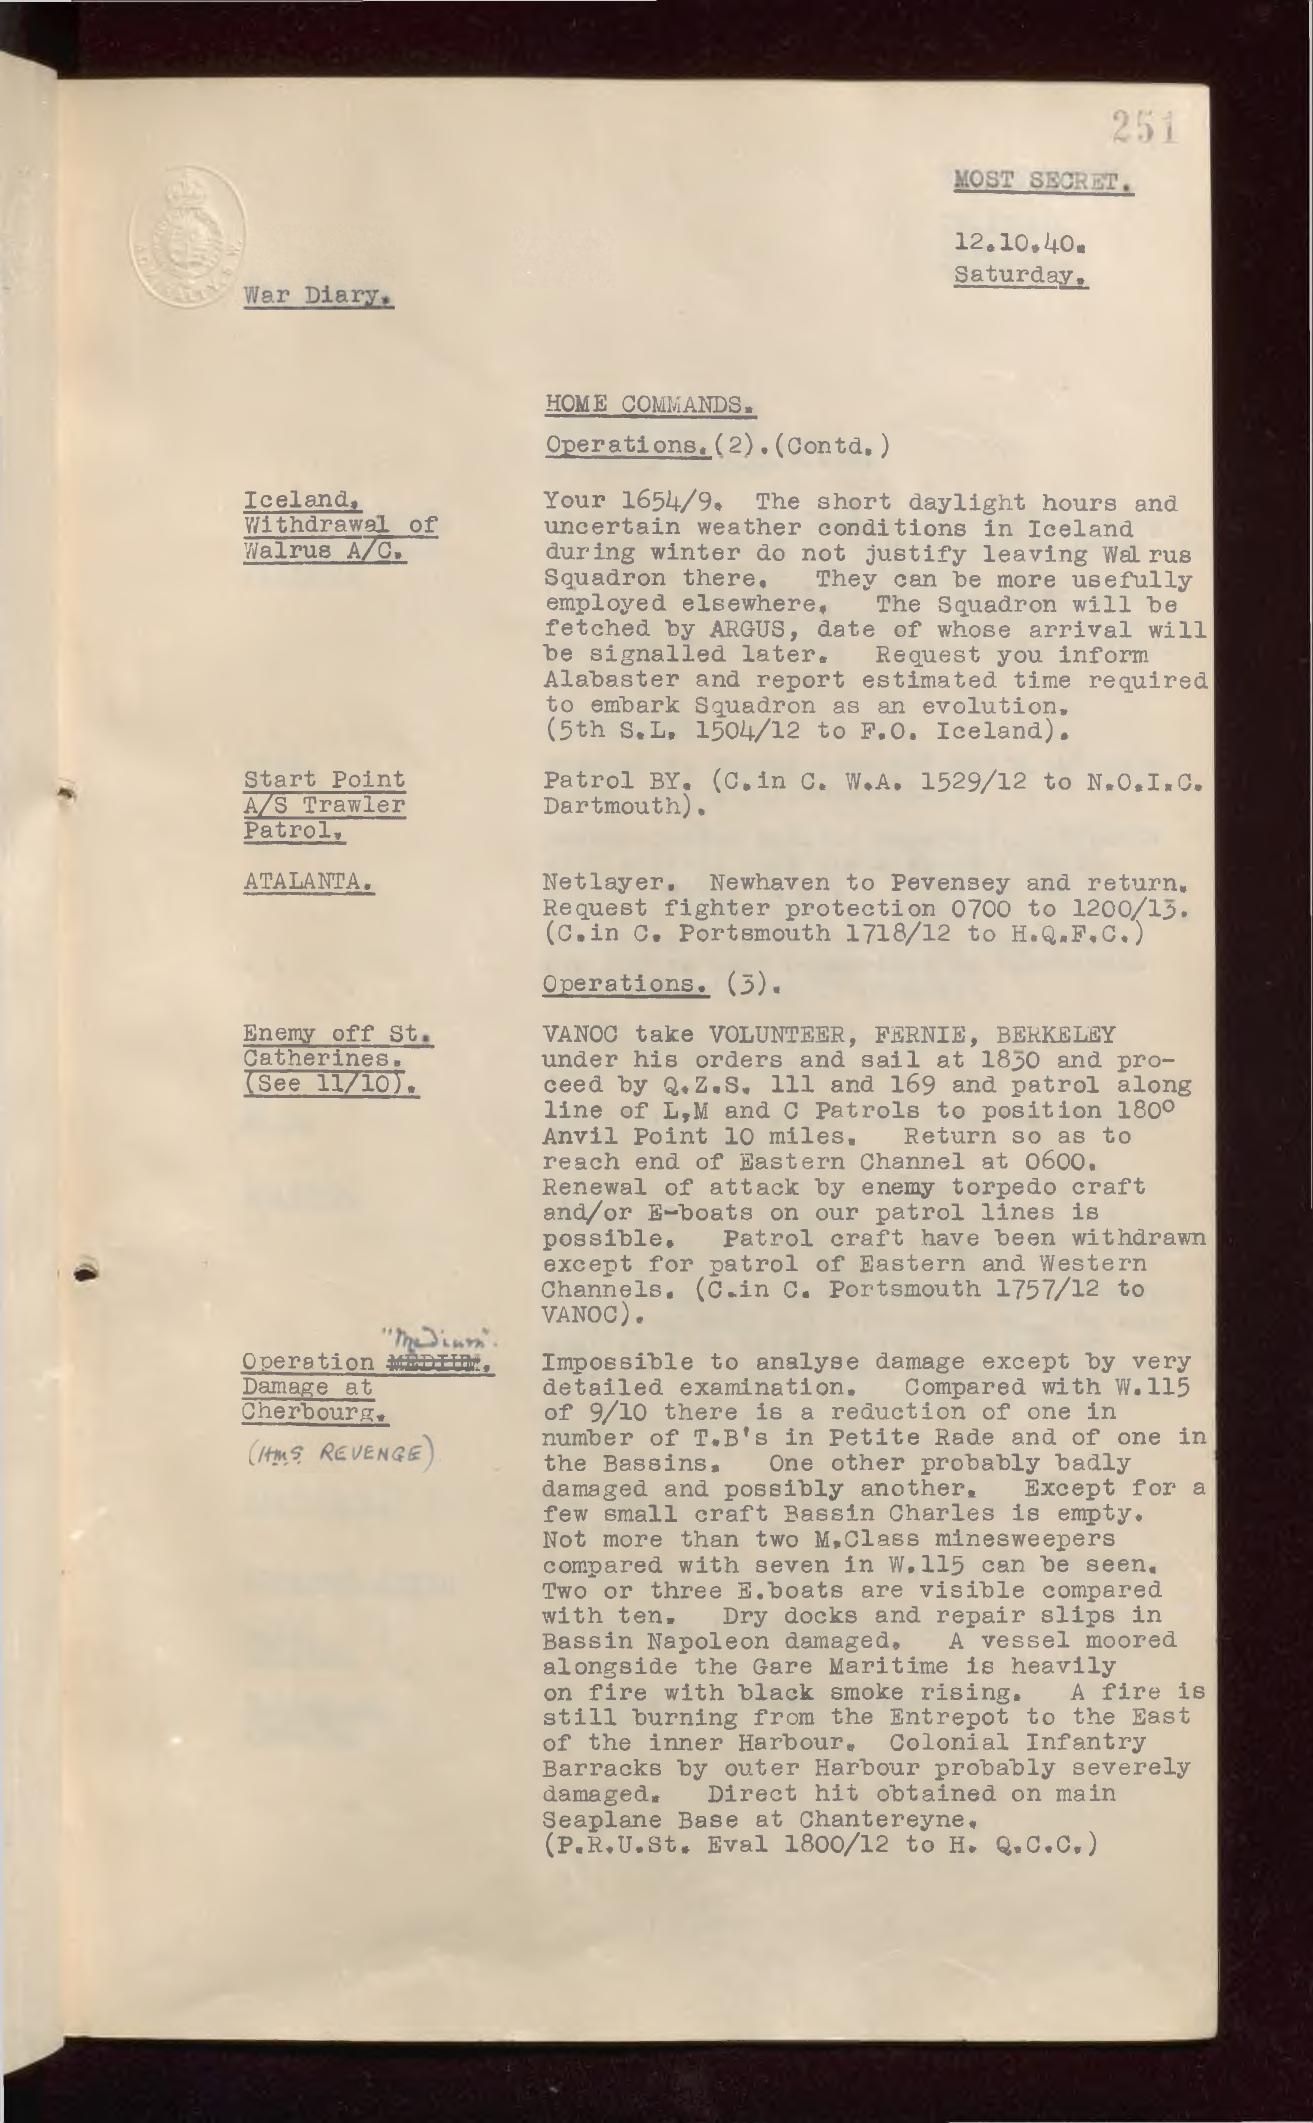 251
MOST SECRET.
12.10.40.
Saturday.
War Diary.
HOME COMMANDS.
Operations.(2).(Contd.)
Iceland.
Withdrawal of
Walrus A/C.
Your 1654/9. The short daylight hours and
uncertain weather conditions in Iceland
during winter do not justify leaving Walrus
Squadron there. They can be more usefully
employed elsewhere. The Squadron will be
fetched by ARGUS, date of whose arrival will
be signalled later. Request you inform
Alabaster and report estimated time required
to embark Squadron as an evolution.
(5th S.L. 1504/12 to F.O. Iceland).
Start Point
A/S Trawler
Patrol.
Patrol BY. (C.in C. W.A. 1529/12 to N.O.I.C.
Dartmouth).
ATALANTA.
Netlayer. Newhaven to Pevensey and return.
Request fighter protection 0700 to 1200/13.
(C.in C. Portsmouth 1718/12 to H.Q.F.C.)
Operations. (3).
Enemy off St.
Catherines.
(See 11/10).
VANOC take VOLUNTEER, FERNIE, BERKELEY
under his orders and sail at 1830 and pro-
ceed by Q.Z.S. 111 and 169 and patrol along
line of L,M and C Patrols to position 180°
Anvil Point 10 miles. Return so as to
reach end of Eastern Channel at 0600.
Renewal of attack by enemy torpedo craft
and/or E-boats on our patrol lines is
possible. Patrol craft have been withdrawn
except for patrol of Eastern and Western
Channels. (C.in C. Portsmouth 1757/12 to
VANOC).
"Medium".
Operation MEDIUM.
Damage at
Cherbourg.
(HMS REVENGE)
Impossible to analyse damage except by very
detailed examination. Compared with W.115
of 9/10 there is a reduction of one in
number of T.B's in Petite Rade and of one in
the Bassins. One other probably badly
damaged and possibly another. Except for a
few small craft Bassin Charles is empty.
Not more than two M.Class minesweepers
compared with seven in W.115 can be seen.
Two or three E.boats are visible compared
with ten. Dry docks and repair slips in
Bassin Napoleon damaged. A vessel moored
alongside the Gare Maritime is heavily
on fire with black smoke rising. A fire is
still burning from the Entrepot to the East
of the inner Harbour. Colonial Infantry
Barracks by outer Harbour probably severely
damaged. Direct hit obtained on main
Seaplane Base at Chantereyne.
(P.R.U.St. Eval 1800/12 to H. Q.C.C.)